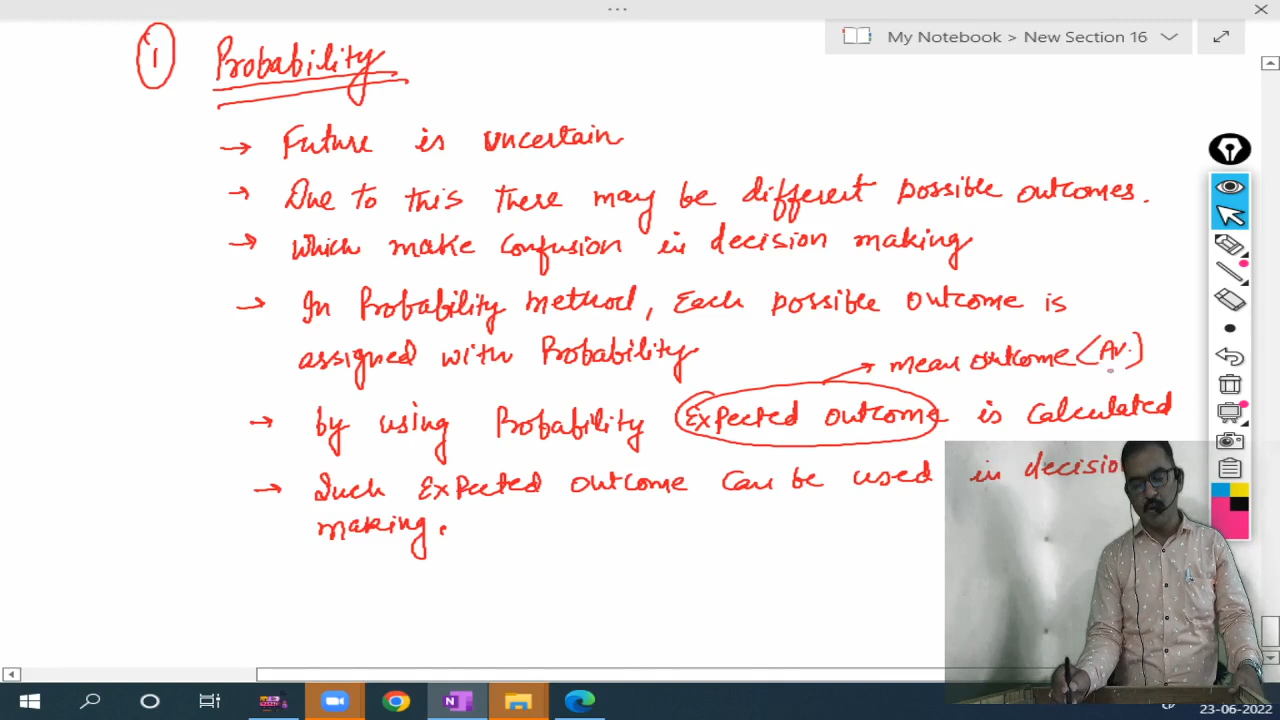 My Notebook > New Section 16
① Probability
→ Future is uncertain
→ Due to this there may be different possible outcomes.
→ which make confusion in decision making
→ In Probability method, Each possible outcome is
assigned with Probability
→ mean outcome (Av.)
→ by using Probability Expected outcome is calculated
→ Such Expected outcome can be used in decision
making.
23-06-2022